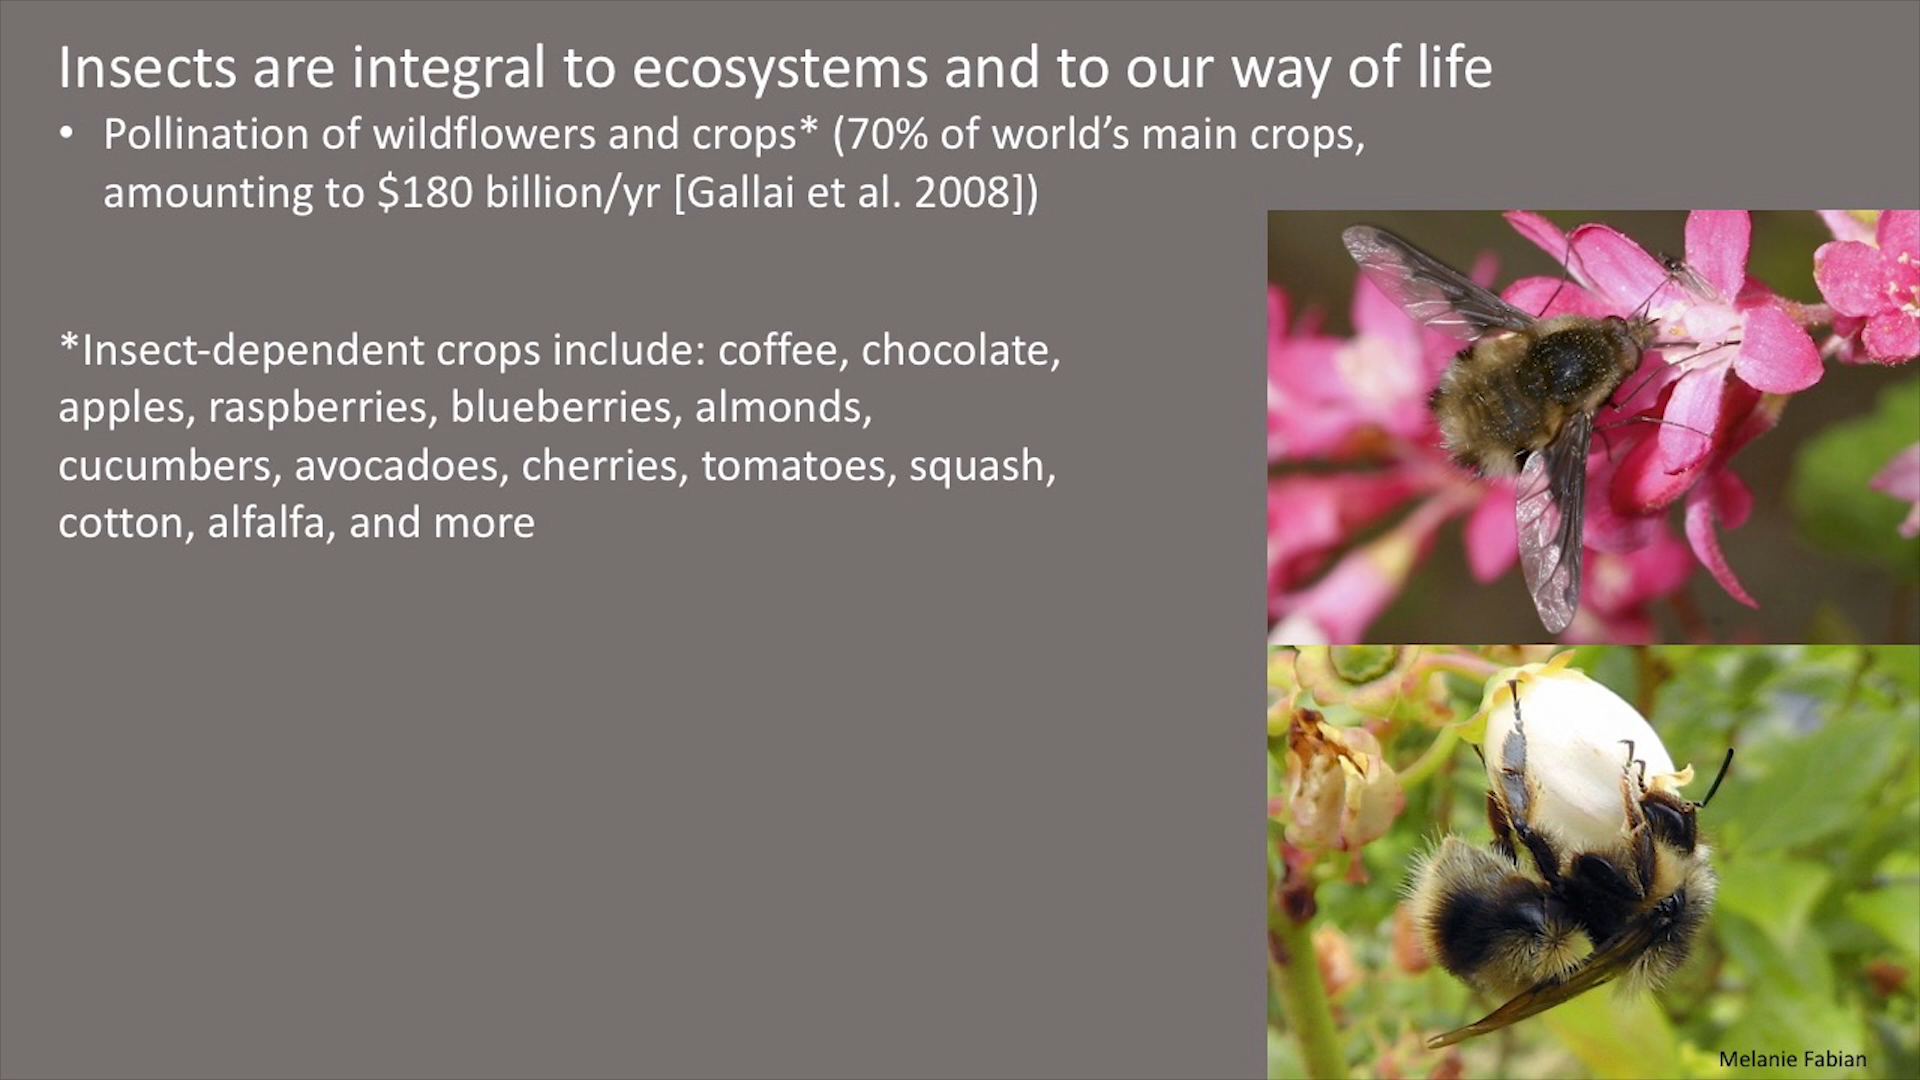 Insects are integral to ecosystems and to our way of life
• Pollination of wildflowers and crops* (70% of world’s main crops,
amounting to $180 billion/yr [Gallai et al. 2008])
*Insect-dependent crops include: coffee, chocolate,
apples, raspberries, blueberries, almonds,
cucumbers, avocadoes, cherries, tomatoes, squash,
cotton, alfalfa, and more
Melanie Fabian